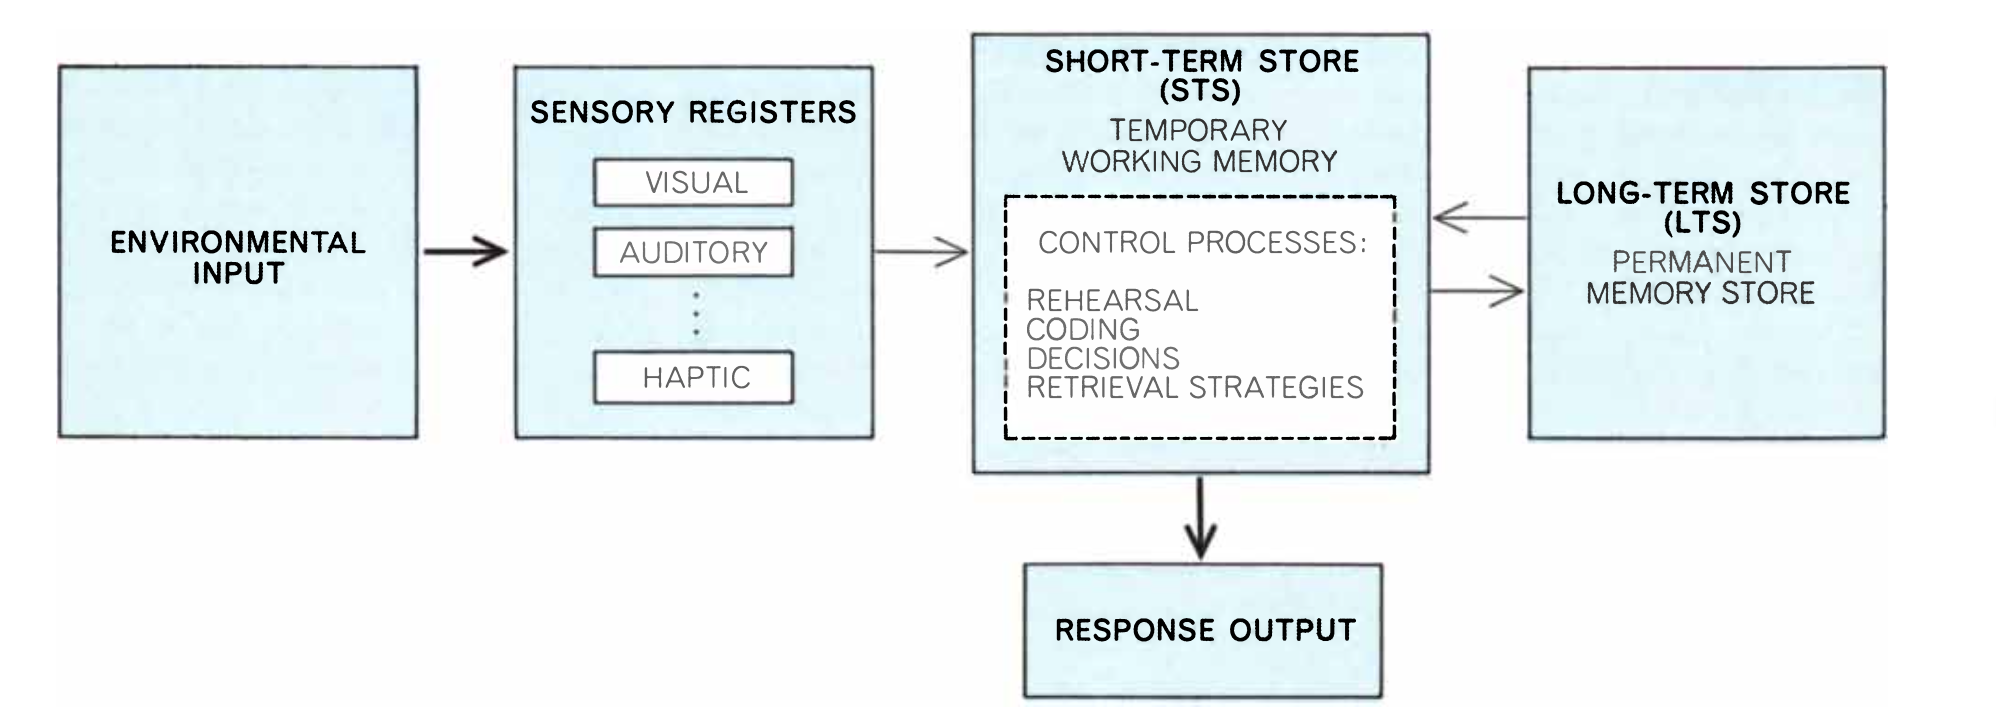 ENVIRONMENTAL
INPUT
SENSORY REGISTERS
VISUAL
AUDITORY
HAPTIC
SHORT-TERM STORE
(STS)
TEMPORARY
WORKING MEMORY
CONTROL PROCESSES:
REHEARSAL
CODING
DECISIONS
RETRIEVAL STRATEGIES
LONG-TERM STORE
(LTS)
PERMANENT
MEMORY STORE
RESPONSE OUTPUT